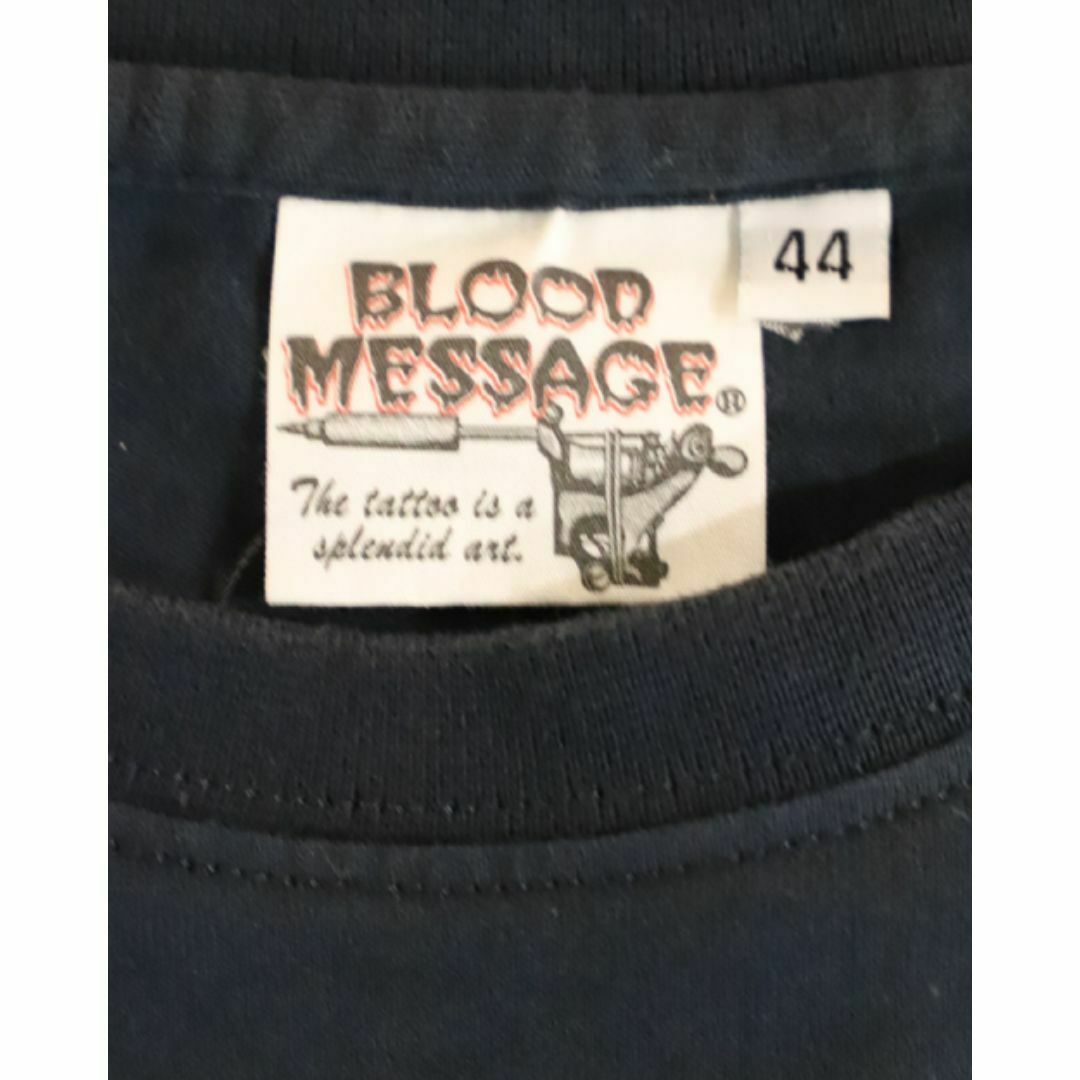 BLOOD
MESSAGE®
The tattoo is a
splendid art.
44